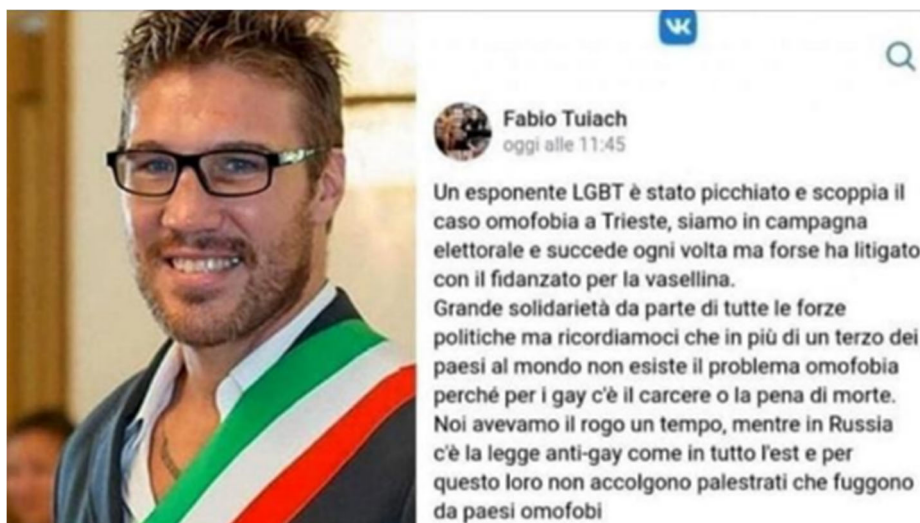 VK
Fabio Tuiach
oggi alle 11:45
Un esponente LGBT è stato picchiato e scoppia il
caso omofobia a Trieste, siamo in campagna
elettorale e succede ogni volta ma forse ha litigato
con il fidanzato per la vasellina.
Grande solidarietà da parte di tutte le forze
politiche ma ricordiamoci che in più di un terzo dei
paesi al mondo non esiste il problema omofobia
perché per i gay c'è il carcere o la pena di morte.
Noi avevamo il rogo un tempo, mentre in Russia
c'è la legge anti-gay come in tutto l'est e per
questo loro non accolgono palestrati che fuggono
da paesi omofobi